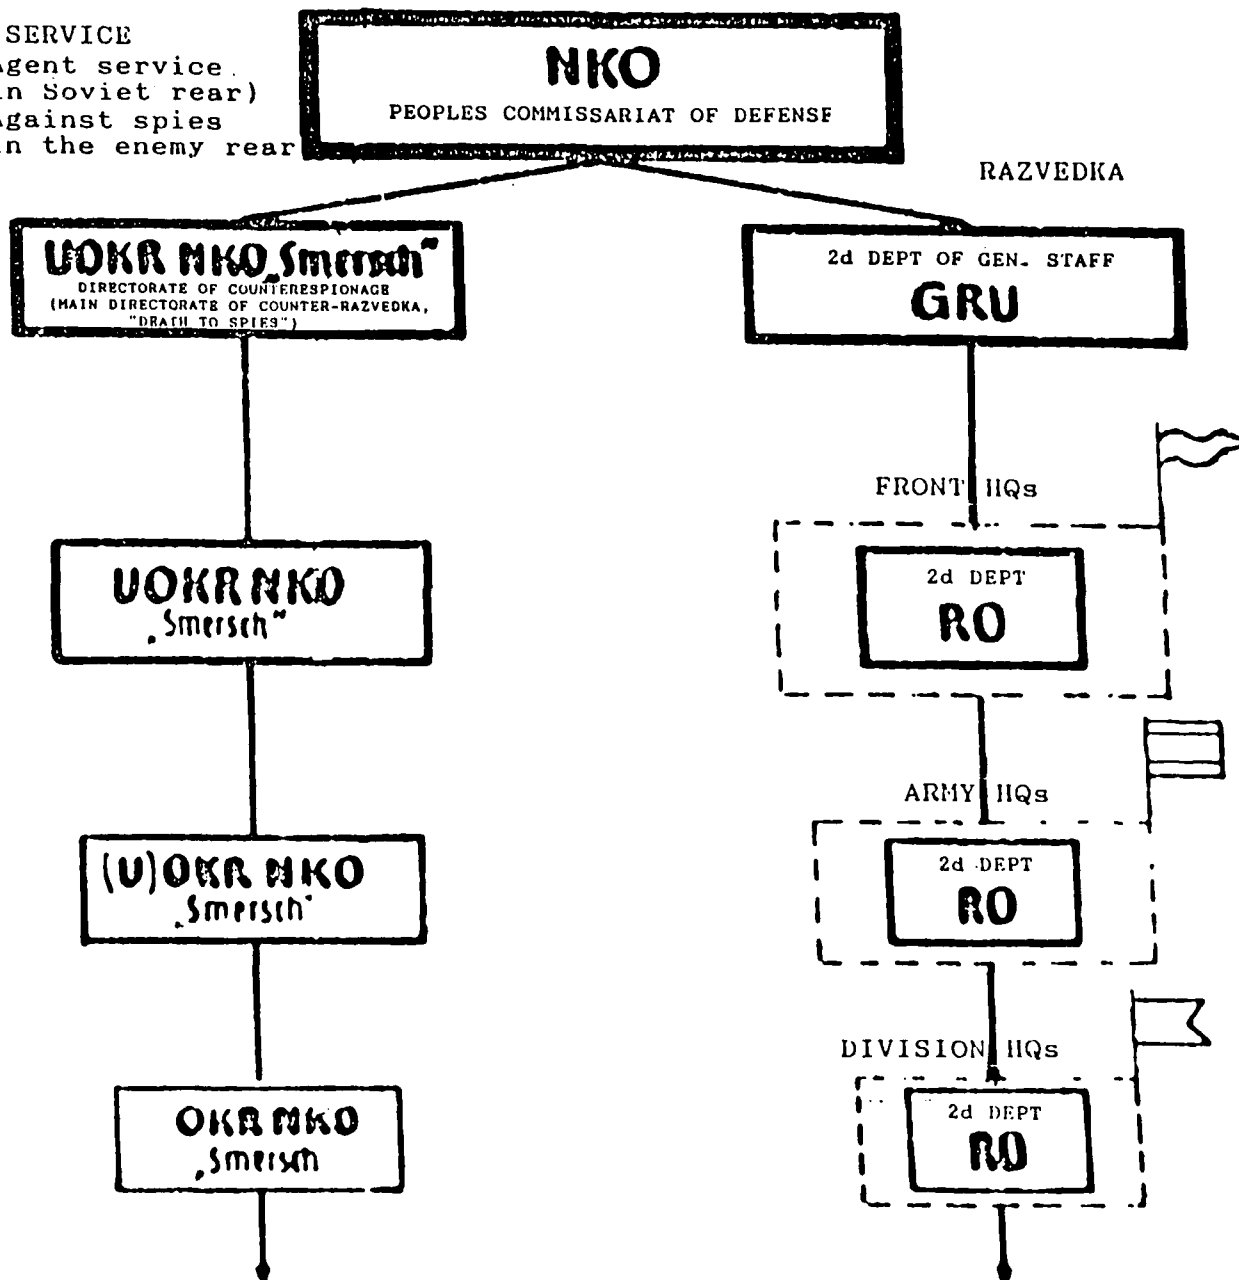 SERVICE
Agent service
in Soviet rear)
Against spies
in the enemy rear
NKO
PEOPLES COMMISSARIAT OF DEFENSE
RAZVEDKA
UOKR NKO „Smersch“
DIRECTORATE OF COUNTERESPIONAGE
(MAIN DIRECTORATE OF COUNTER-RAZVEDKA,
"DEATH TO SPIES")
2d DEPT OF GEN. STAFF
GRU
FRONT HQs
UOKR NKO
„Smersch“
2d DEPT
RO
ARMY HQs
(U)OKR NKO
„Smersch“
2d DEPT
RO
DIVISION HQs
OKR NKO
„Smersch
2d DEPT
RO